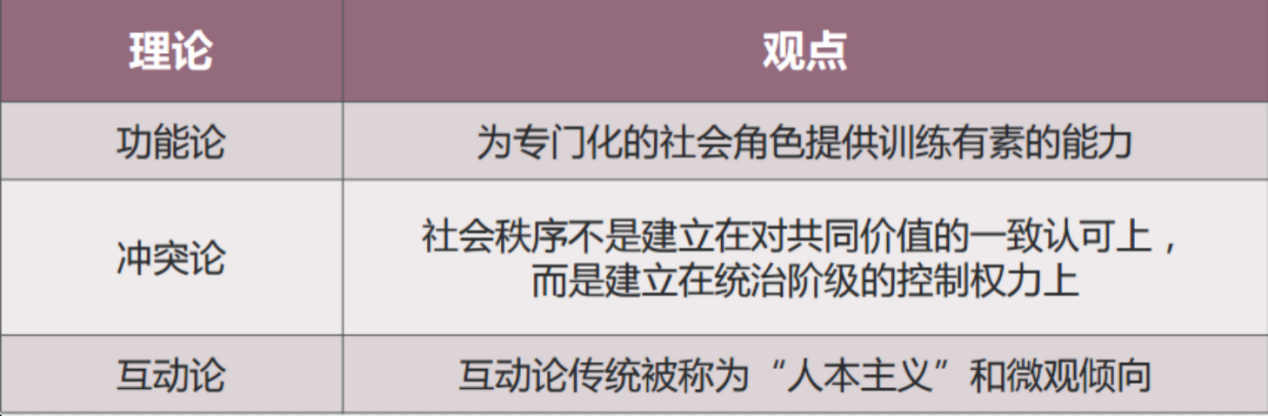 理论
观点
功能论
为专门化的社会角色提供训练有素的能力
冲突论
社会秩序不是建立在对共同价值的一致认可上，
而是建立在统治阶级的控制权力上
互动论
互动论传统被称为“人本主义”和微观倾向